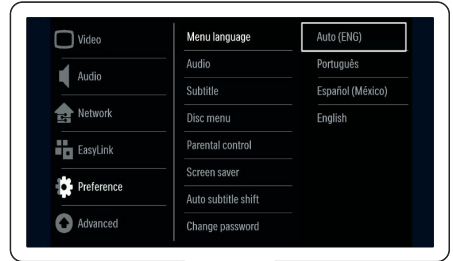 Video
Audio
Network
EasyLink
Preference
Advanced
Menu language
Audio
Subtitle
Disc menu
Parental control
Screen saver
Auto subtitle shift
Change password
Auto (ENG)
Português
Español (México)
English